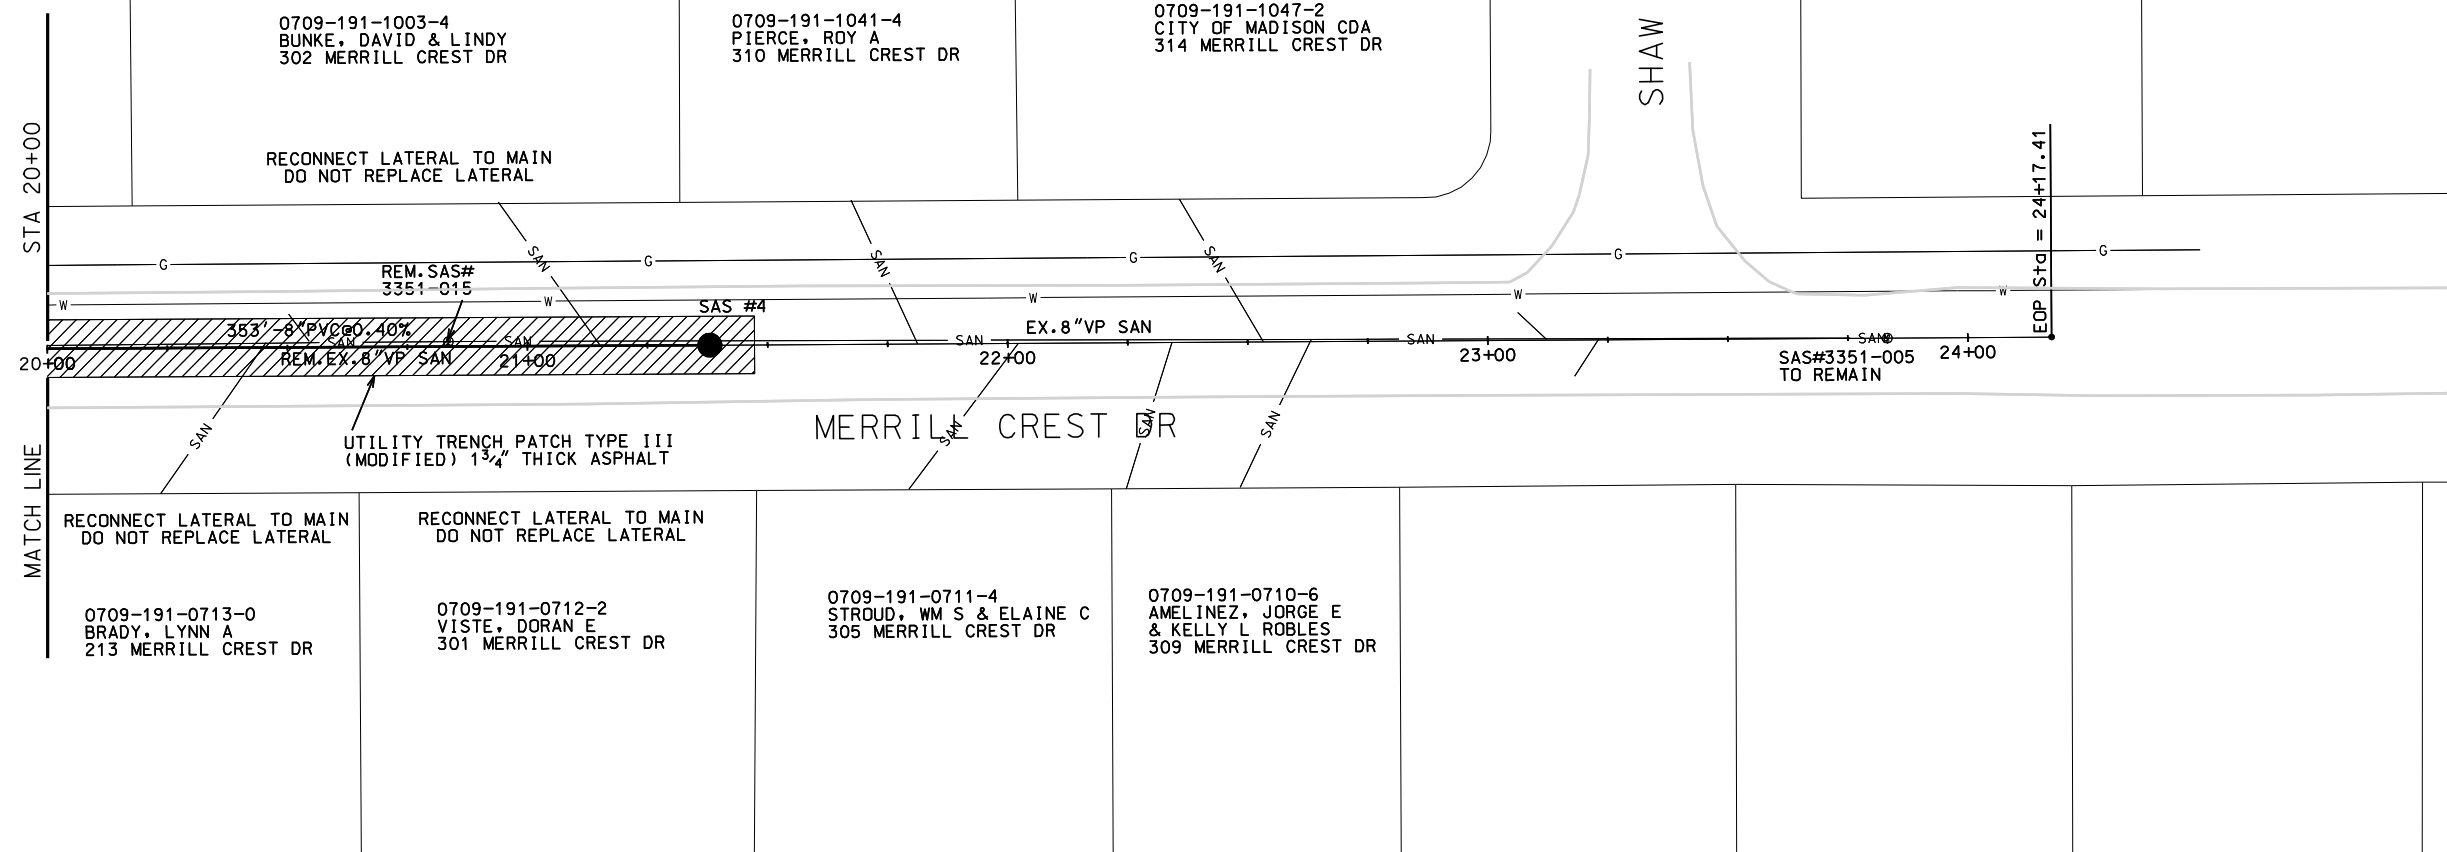 0709-191-1003-4
BUNKE, DAVID & LINDY
302 MERRILL CREST DR
0709-191-1041-4
PIERCE, ROY A
310 MERRILL CREST DR
0709-191-1047-2
CITY OF MADISON CDA
314 MERRILL CREST DR
SHAW
STA 20+00
RECONNECT LATERAL TO MAIN
DO NOT REPLACE LATERAL
EOP Sta = 24+17.41
SAN
SAN
SAN
G
G
G
G
G
REM.SAS#
3351-015
W
W
W
W
W
SAS #4
353'-8"PVC@0.40%
EX.8"VP SAN
SAN
SAN
SAN
SAN
SAN
REM.EX.8"VP SAN
20+00
21+00
22+00
23+00
24+00
SAS#3351-005
TO REMAIN
MERRILL CREST DR
SAN
SAN
SAN
SAN
UTILITY TRENCH PATCH TYPE III
(MODIFIED) 1 3/4" THICK ASPHALT
MATCH LINE
RECONNECT LATERAL TO MAIN
DO NOT REPLACE LATERAL
RECONNECT LATERAL TO MAIN
DO NOT REPLACE LATERAL
0709-191-0713-0
BRADY, LYNN A
213 MERRILL CREST DR
0709-191-0712-2
VISTE, DORAN E
301 MERRILL CREST DR
0709-191-0711-4
STROUD, WM S & ELAINE C
305 MERRILL CREST DR
0709-191-0710-6
AMELINEZ, JORGE E
& KELLY L ROBLES
309 MERRILL CREST DR